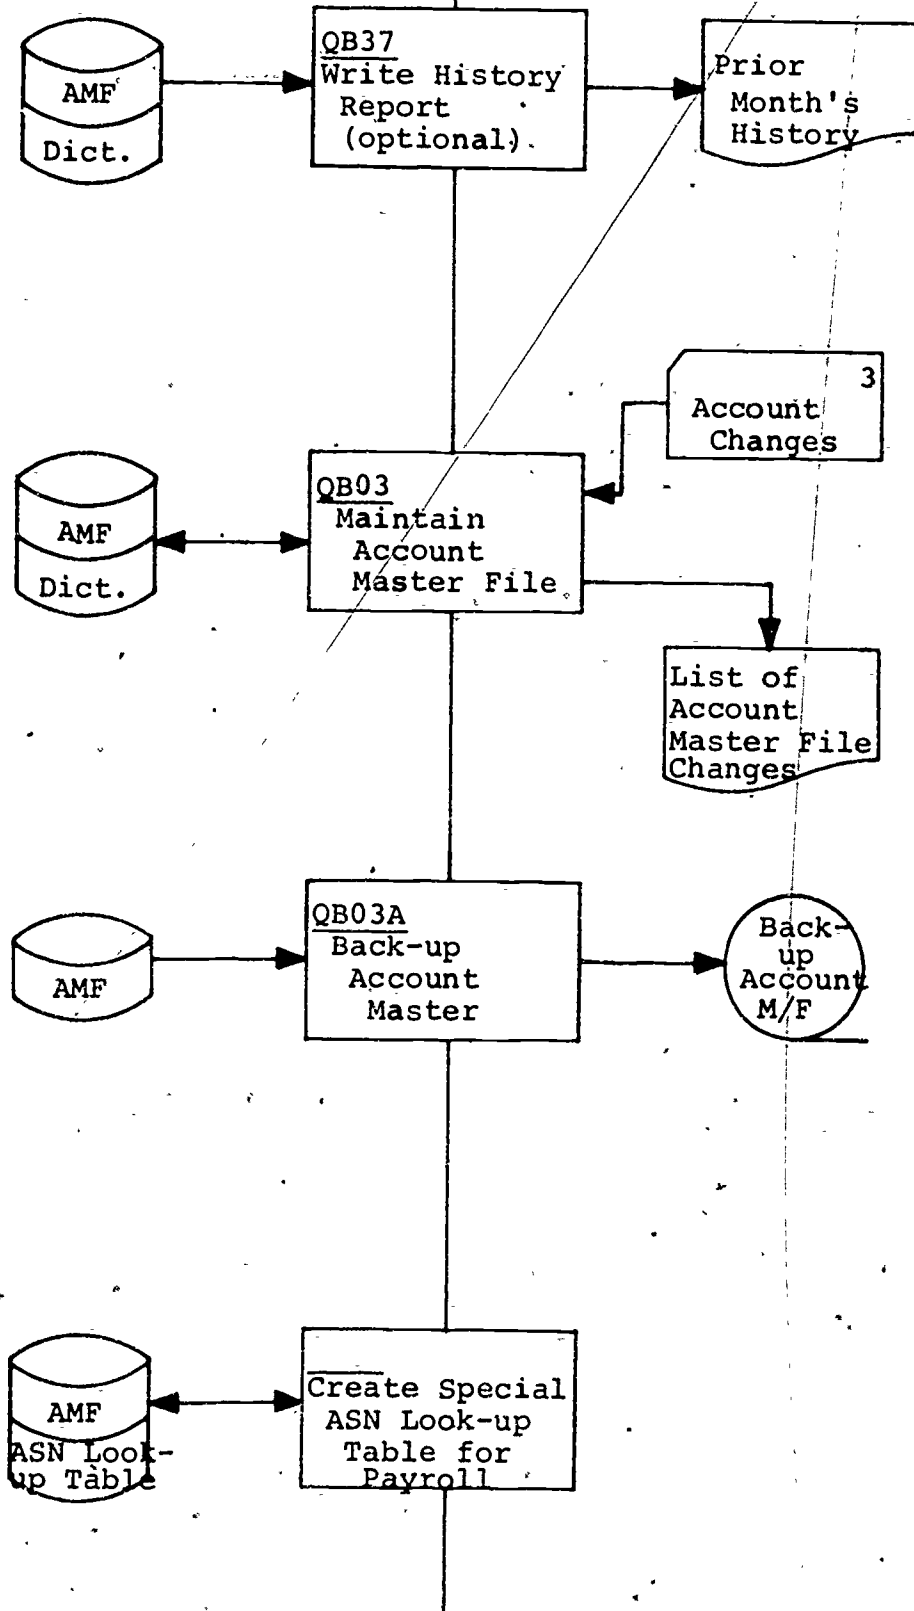 AMF
Dict.
QB37
Write History
Report
(optional).
Prior
Month's
History
3
Account
Changes
AMF
Dict.
QB03
Maintain
Account
Master File
List of
Account
Master File
Changes
AMF
QB03A
Back-up
Account
Master
Back-
up
Account
M/F
AMF
ASN Look-
up Table
Create Special
ASN Look-up
Table for
Payroll